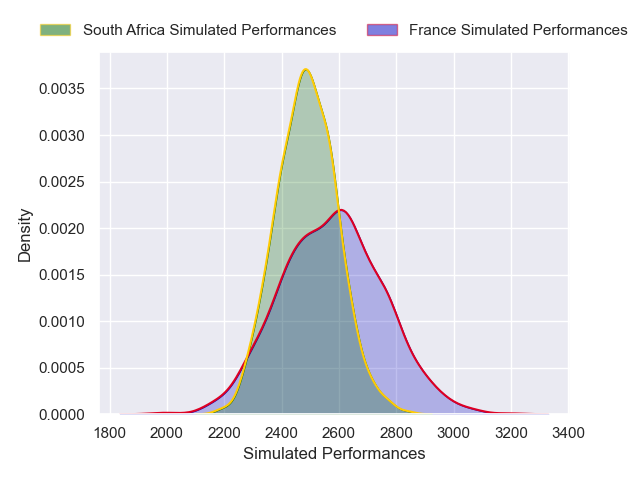 South Africa Simulated Performances
France Simulated Performances
0.0035
0.0030
0.0025
0.0020
0.0015
0.0010
0.0005
0.0000
Density
1800 2000 2200 2400 2600 2800 3000 3200 3400
Simulated Performances